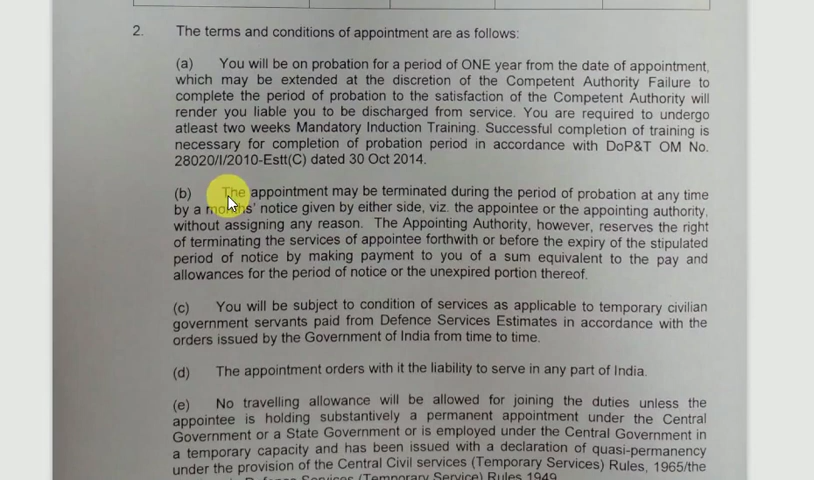 2. The terms and conditions of appointment are as follows:
(a) You will be on probation for a period of ONE year from the date of appointment,
which may be extended at the discretion of the Competent Authority Failure to
complete the period of probation to the satisfaction of the Competent Authority will
render you liable you to be discharged from service. You are required to undergo
atleast two weeks Mandatory Induction Training. Successful completion of training is
necessary for completion of probation period in accordance with DoP&T OM No.
28020/I/2010-Estt(C) dated 30 Oct 2014.
(b) The appointment may be terminated during the period of probation at any time
by a months' notice given by either side, viz. the appointee or the appointing authority,
without assigning any reason. The Appointing Authority, however, reserves the right
of terminating the services of appointee forthwith or before the expiry of the stipulated
period of notice by making payment to you of a sum equivalent to the pay and
allowances for the period of notice or the unexpired portion thereof.
(c) You will be subject to condition of services as applicable to temporary civilian
government servants paid from Defence Services Estimates in accordance with the
orders issued by the Government of India from time to time.
(d) The appointment orders with it the liability to serve in any part of India.
(e) No travelling allowance will be allowed for joining the duties unless the
appointee is holding substantively a permanent appointment under the Central
Government or a State Government or is employed under the Central Government in
a temporary capacity and has been issued with a declaration of quasi-permanency
under the provision of the Central Civil services (Temporary Services) Rules, 1965/the
Defence Services (Temporary Service) Rules 1949